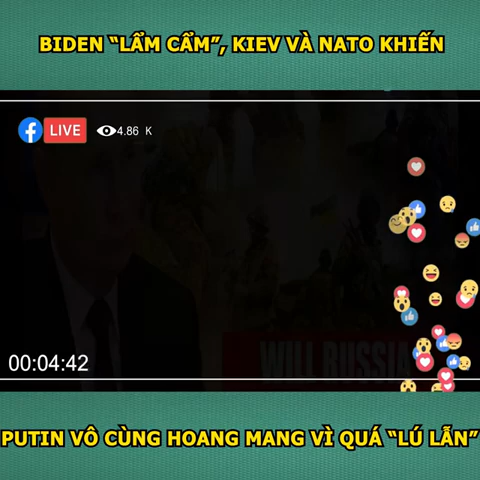 BIDEN “LẨM CẨM”, KIEV VÀ NATO KHIẾN
LIVE 4.86 K
WILL RUSSIA
00:04:42
PUTIN VÔ CÙNG HOANG MANG VÌ QUÁ “LÚ LẪN”